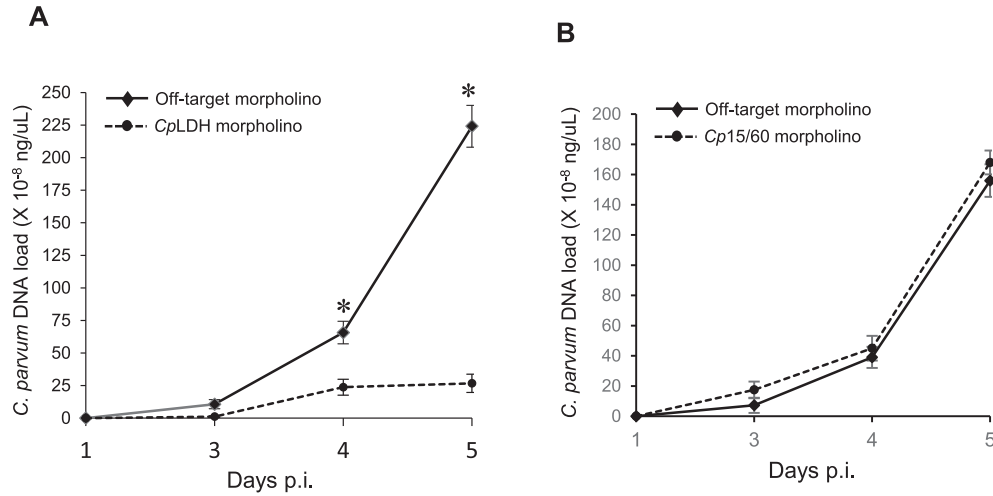 A
Off-target morpholino
CpLDH morpholino
250
225
200
175
150
125
100
75
50
25
0
C. parvum DNA load (X 10⁻⁸ ng/uL)
*
*
1 3 4 5
Days p.i.
B
Off-target morpholino
Cp15/60 morpholino
200
180
160
140
120
100
80
60
40
20
0
C. parvum DNA load (X 10⁻⁸ ng/uL)
1 3 4 5
Days p.i.